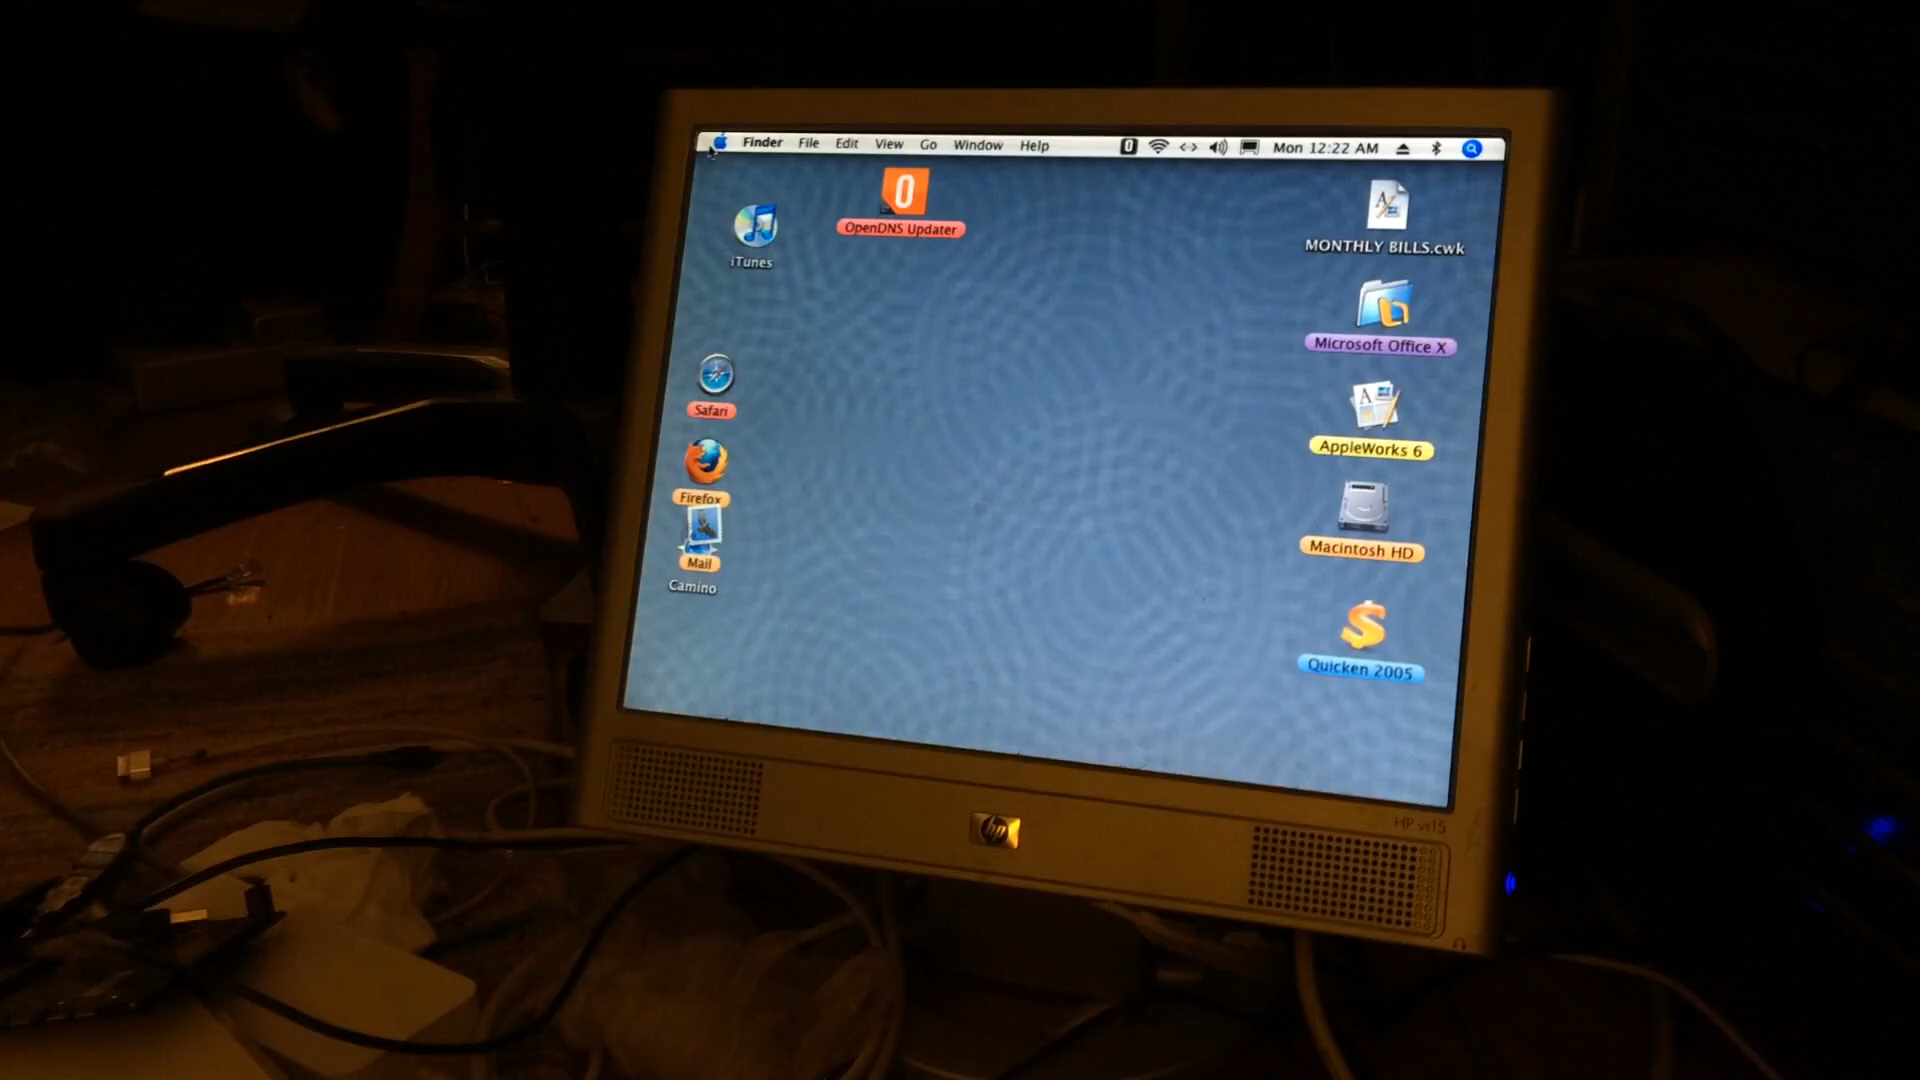 Finder File Edit View Go Window Help Mon 12:22 AM
0
OpenDNS Updater
iTunes
MONTHLY BILLS.cwk
Microsoft Office X
Safari
AppleWorks 6
Firefox
Macintosh HD
Mail
Camino
Quicken 2005
HP vs15
hp